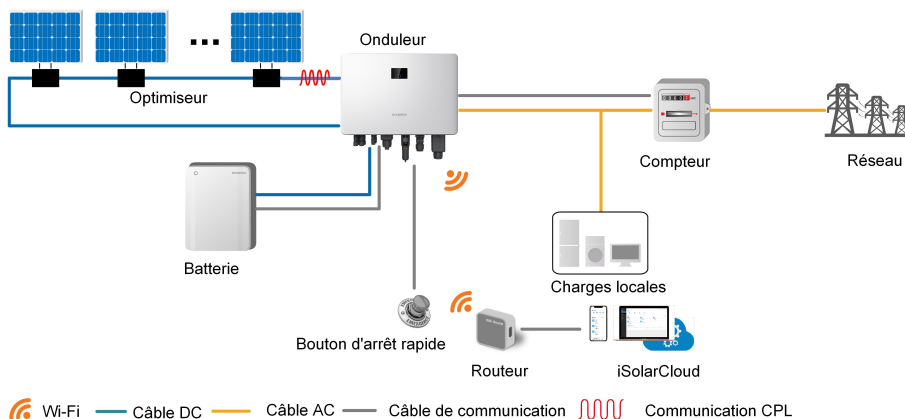 Onduleur
Optimiseur
Compteur
Réseau
Batterie
Charges locales
Bouton d'arrêt rapide
Routeur
iSolarCloud
Wi-Fi
Câble DC
Câble AC
Câble de communication
Communication CPL